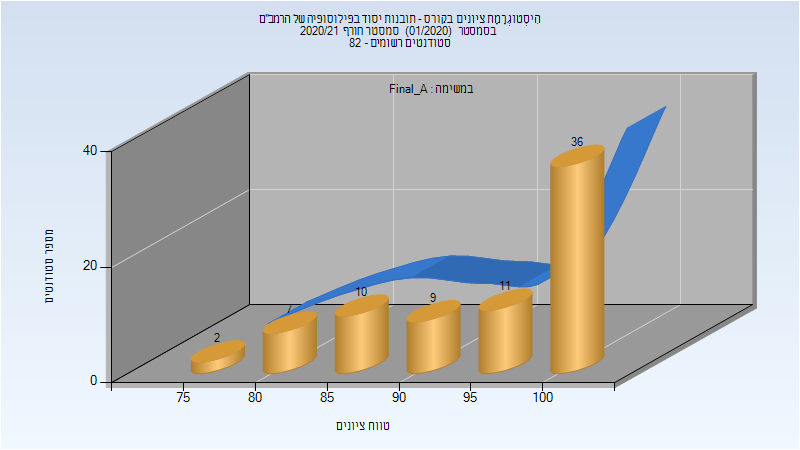 היסטוגרמת ציונים בקורס - תובנות יסוד בפילוסופיה של הרמב"ם
בסמסטר (01/2020) סמסטר חורף 2020/21
סטודנטים רשומים - 82
במשימה : Final_A
מספר סטודנטים
40
20
0
2
7
10
9
11
36
75
80
85
90
95
100
טווח ציונים